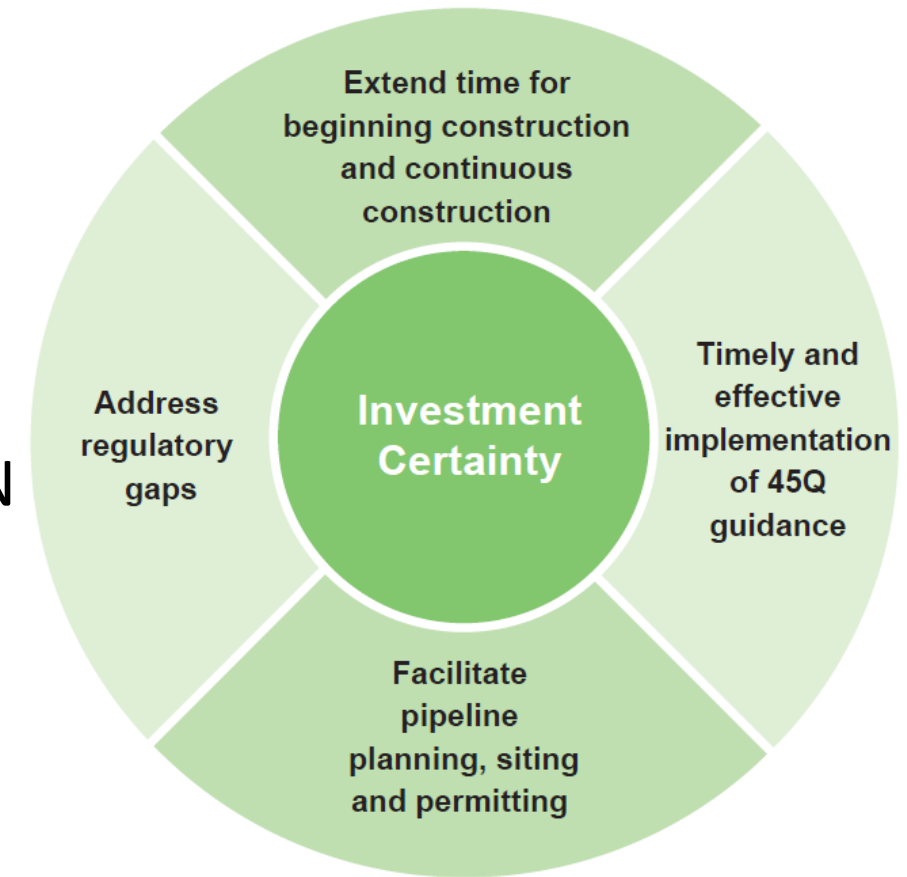 Extend time for
beginning construction
and continuous
construction
Timely and
effective
implementation
of 45Q
guidance
Investment
Certainty
Address
regulatory
gaps
N
Facilitate
pipeline
planning, siting
and permitting